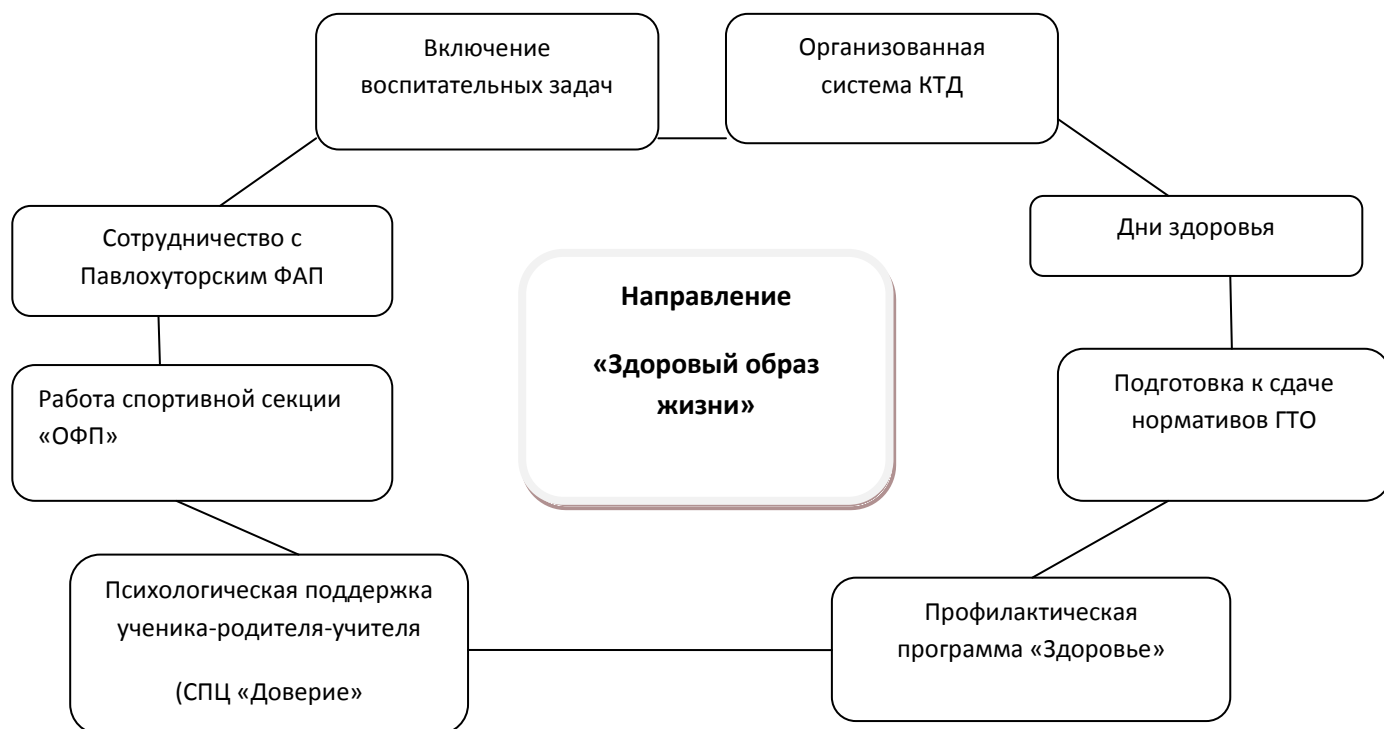 Включение
воспитательных задач
Организованная
система КТД
Сотрудничество с
Павлохуторским ФАП
Дни здоровья
Направление
«Здоровый образ
жизни»
Работа спортивной секции
«ОФП»
Подготовка к сдаче
нормативов ГТО
Психологическая поддержка
ученика-родителя-учителя
(СПЦ «Доверие»
Профилактическая
программа «Здоровье»